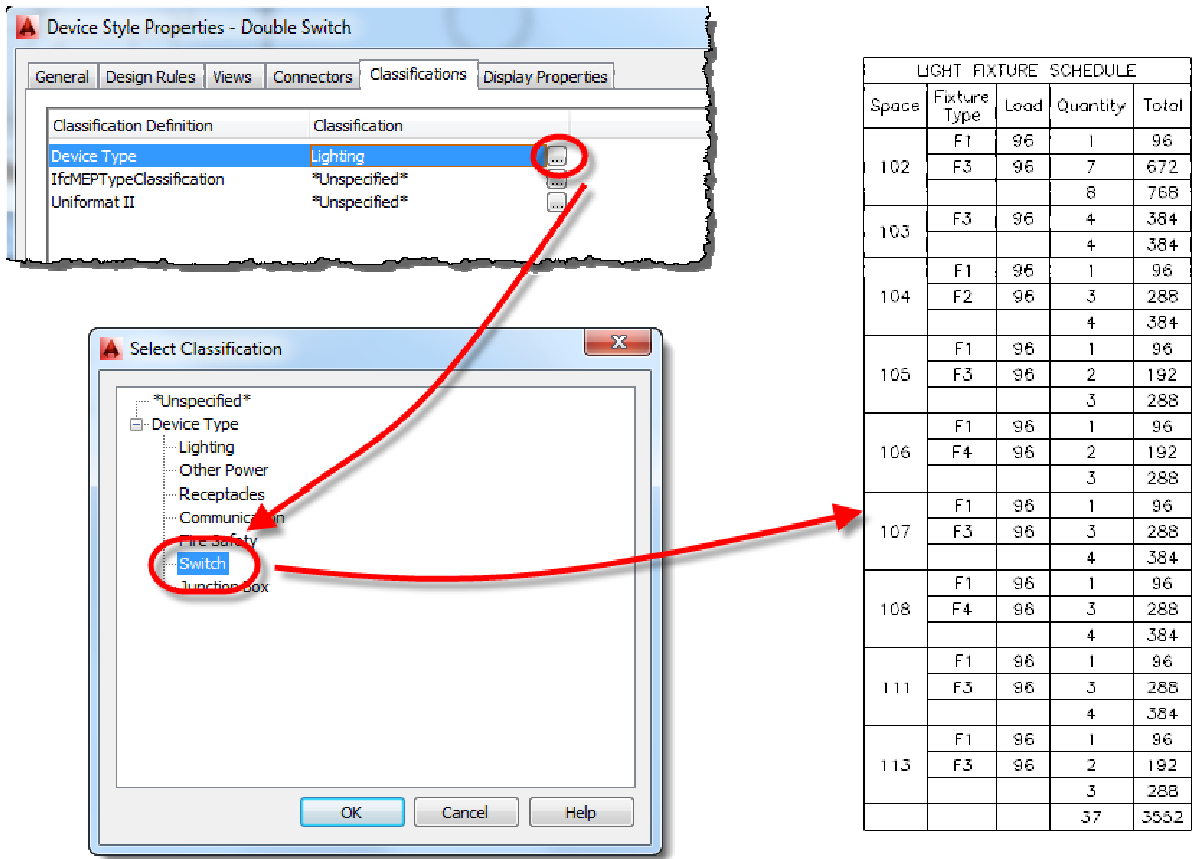 Device Style Properties - Double Switch
General Design Rules Views Connectors Classifications Display Properties
Classification Definition Classification
Device Type Lighting ...
IfcMEPTypeClassification *Unspecified* ...
Uniformat II *Unspecified* ...
Select Classification
X
*Unspecified*
Device Type
Lighting
Other Power
Receptacles
Communication
Fire Safety
Switch
Junction Box
OK Cancel Help
LIGHT FIXTURE SCHEDULE
Space Fixture Type Load Quantity Total
102
F1 96 1 96
F3 96 7 672
8 768
103
F3 96 4 384
4 384
104
F1 96 1 96
F2 96 3 288
4 384
105
F1 96 1 96
F3 96 2 192
3 288
106
F1 96 1 96
F4 96 2 192
3 288
107
F1 96 1 96
F3 96 3 288
4 384
108
F1 96 1 96
F4 96 3 288
4 384
111
F1 96 1 96
F3 96 3 288
4 384
113
F1 96 1 96
F3 96 2 192
3 288
37 3552